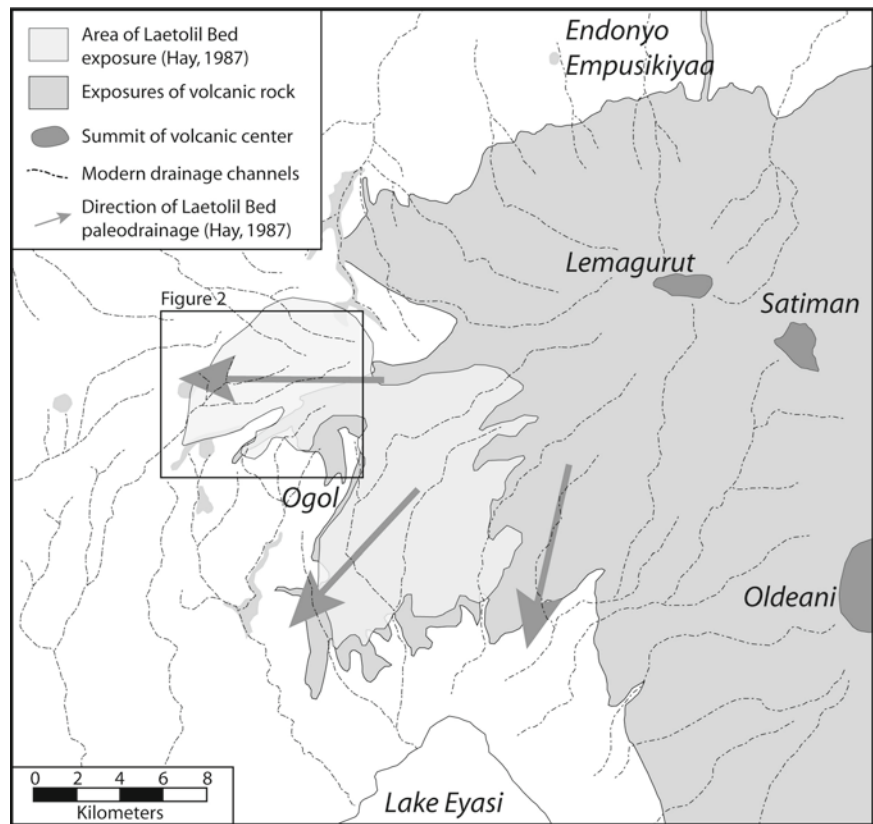 Area of Laetolil Bed
exposure (Hay, 1987)
Exposures of volcanic rock
Summit of volcanic center
Modern drainage channels
Direction of Laetolil Bed
paleodrainage (Hay, 1987)
Endonyo
Empusikiyaa
Lemagurut
Satiman
Figure 2
Ogol
Oldeani
Lake Eyasi
0 2 4 6 8
Kilometers